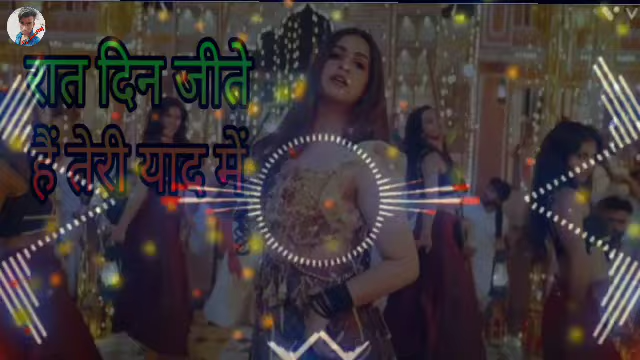 रात दिन जीते
हैं तेरी याद में